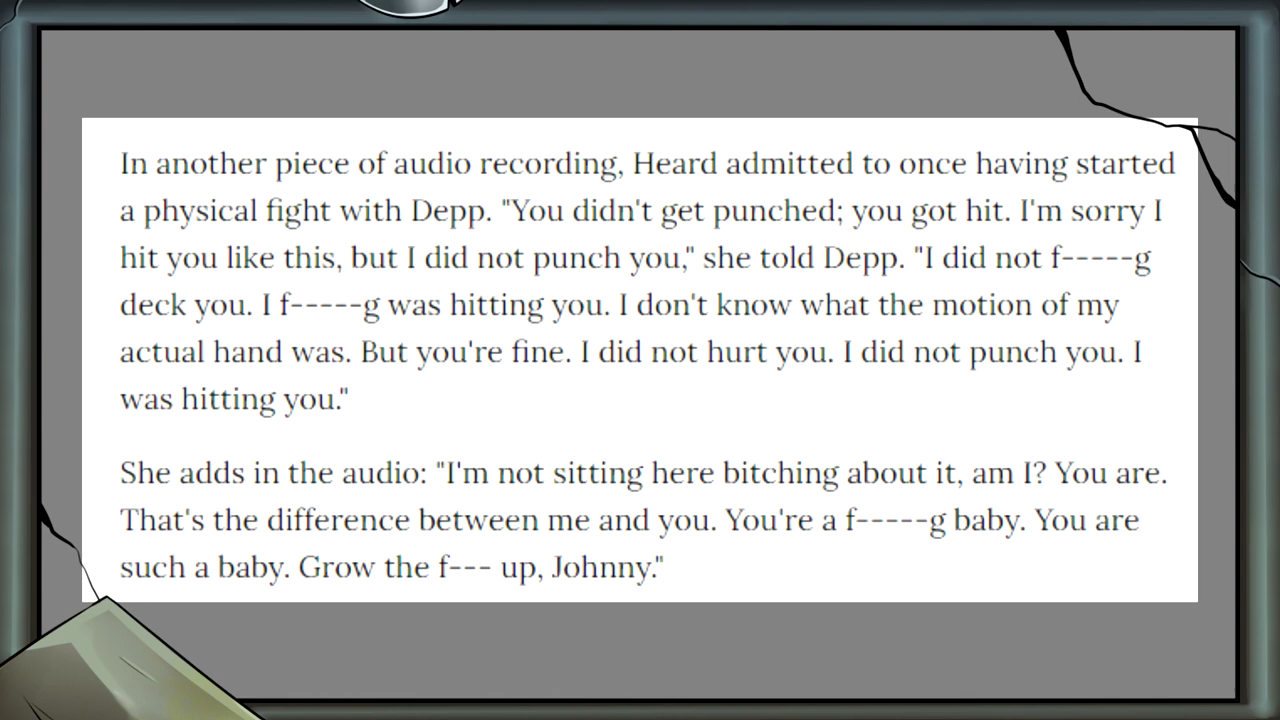 In another piece of audio recording, Heard admitted to once having started
a physical fight with Depp. "You didn't get punched; you got hit. I'm sorry I
hit you like this, but I did not punch you," she told Depp. "I did not f-----g
deck you. I f-----g was hitting you. I don't know what the motion of my
actual hand was. But you're fine. I did not hurt you. I did not punch you. I
was hitting you."
She adds in the audio: "I'm not sitting here bitching about it, am I? You are.
That's the difference between me and you. You're a f-----g baby. You are
such a baby. Grow the f--- up, Johnny."